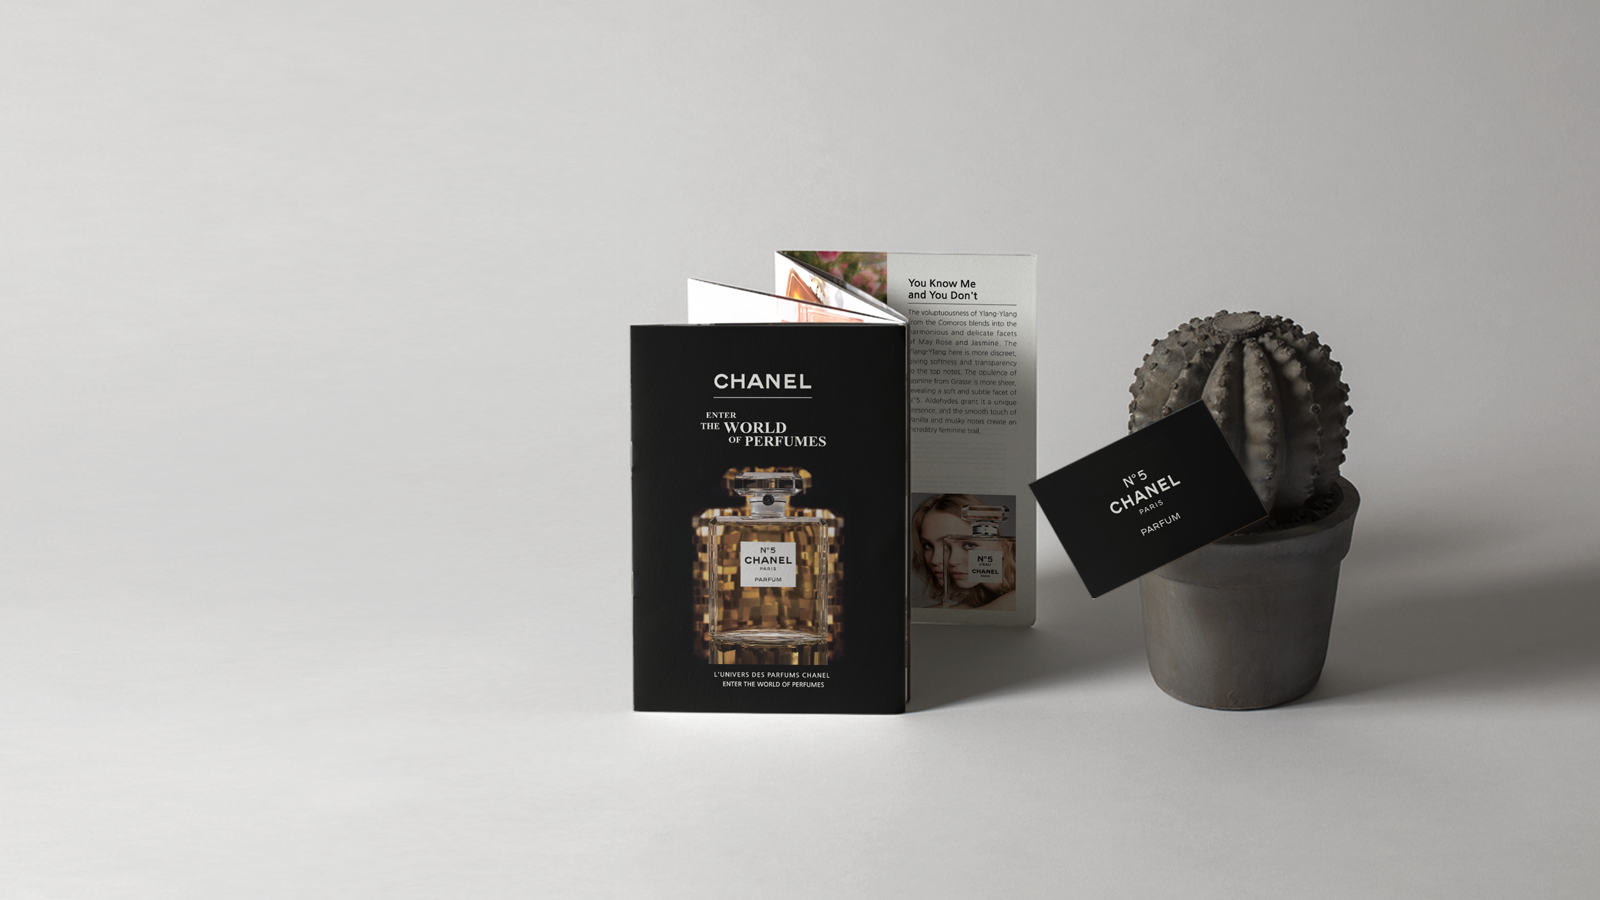 CHANEL
ENTER
THE WORLD
OF PERFUMES
N°5
CHANEL
PARIS
PARFUM
L'UNIVERS DES PARFUMS CHANEL
ENTER THE WORLD OF PERFUMES
You Know Me
and You Don't
The voluptuousness of Ylang-Ylang
from the Comoros blends into the
harmonious and delicate facets
of May Rose and Jasmine. The
Ylang-Ylang here is more discreet,
giving softness and transparency
to the top notes. The opulence of
Jasmine from Grasse is more sheer,
revealing a soft and subtle facet of
N°5. Aldehydes grant it a unique
presence, and the smooth touch of
vanilla and musky notes create an
incredibly feminine trail.
N°5
L'EAU
CHANEL
PARIS
N°5
CHANEL
PARIS
PARFUM